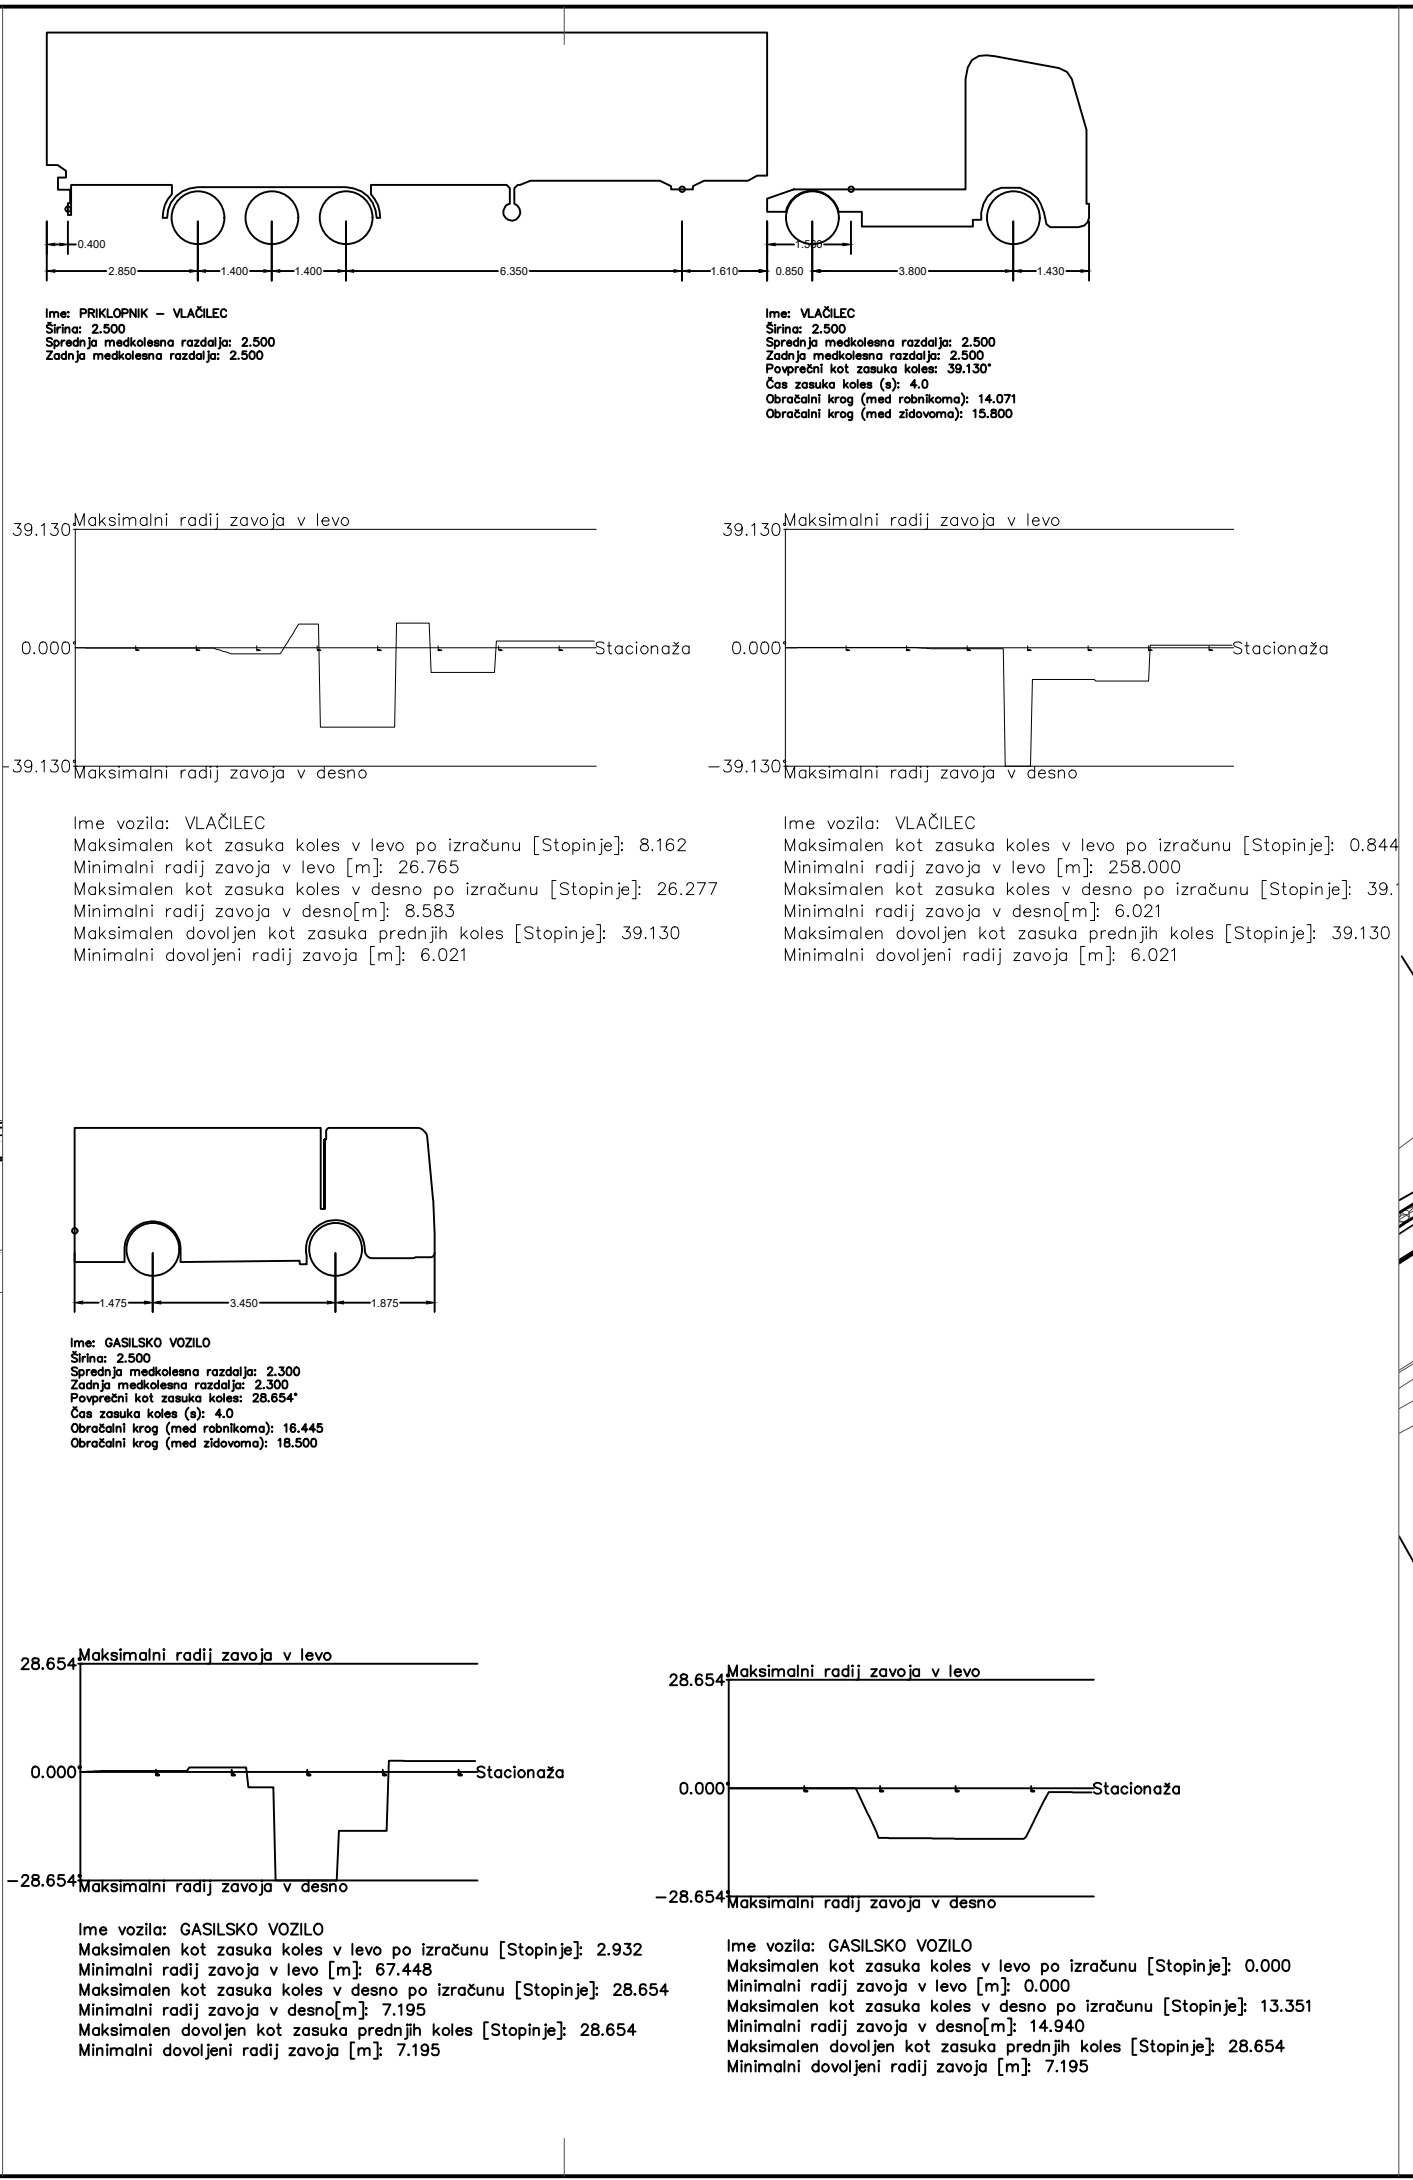 0.400
1.500
2.850 1.400 1.400 6.350 1.610 0.850 3.800 1.430
Ime: PRIKLOPNIK – VLAČILEC
Širina: 2.500
Sprednja medkolesna razdalja: 2.500
Zadnja medkolesna razdalja: 2.500
Ime: VLAČILEC
Širina: 2.500
Sprednja medkolesna razdalja: 2.500
Zadnja medkolesna razdalja: 2.500
Povprečni kot zasuka koles: 39.130°
Čas zasuka koles (s): 4.0
Obračalni krog (med robnikoma): 14.071
Obračalni krog (med zidovoma): 15.800
Maksimalni radij zavoja v levo
39.130°
0.000°
Stacionaža
-39.130°
Maksimalni radij zavoja v desno
Ime vozila: VLAČILEC
Maksimalen kot zasuka koles v levo po izračunu [Stopinje]: 8.162
Minimalni radij zavoja v levo [m]: 26.765
Maksimalen kot zasuka koles v desno po izračunu [Stopinje]: 26.277
Minimalni radij zavoja v desno[m]: 8.583
Maksimalen dovoljen kot zasuka prednjih koles [Stopinje]: 39.130
Minimalni dovoljeni radij zavoja [m]: 6.021
Maksimalni radij zavoja v levo
39.130°
0.000°
Stacionaža
-39.130°
Maksimalni radij zavoja v desno
Ime vozila: VLAČILEC
Maksimalen kot zasuka koles v levo po izračunu [Stopinje]: 0.844
Minimalni radij zavoja v levo [m]: 258.000
Maksimalen kot zasuka koles v desno po izračunu [Stopinje]: 39.1
Minimalni radij zavoja v desno[m]: 6.021
Maksimalen dovoljen kot zasuka prednjih koles [Stopinje]: 39.130
Minimalni dovoljeni radij zavoja [m]: 6.021
1.475 3.450 1.875
Ime: GASILSKO VOZILO
Širina: 2.500
Sprednja medkolesna razdalja: 2.300
Zadnja medkolesna razdalja: 2.300
Povprečni kot zasuka koles: 28.654°
Čas zasuka koles (s): 4.0
Obračalni krog (med robnikoma): 16.445
Obračalni krog (med zidovoma): 18.500
Maksimalni radij zavoja v levo
28.654°
0.000°
Stacionaža
-28.654°
Maksimalni radij zavoja v desno
Ime vozila: GASILSKO VOZILO
Maksimalen kot zasuka koles v levo po izračunu [Stopinje]: 2.932
Minimalni radij zavoja v levo [m]: 67.448
Maksimalen kot zasuka koles v desno po izračunu [Stopinje]: 28.654
Minimalni radij zavoja v desno[m]: 7.195
Maksimalen dovoljen kot zasuka prednjih koles [Stopinje]: 28.654
Minimalni dovoljeni radij zavoja [m]: 7.195
Maksimalni radij zavoja v levo
28.654°
0.000°
Stacionaža
-28.654°
Maksimalni radij zavoja v desno
Ime vozila: GASILSKO VOZILO
Maksimalen kot zasuka koles v levo po izračunu [Stopinje]: 0.000
Minimalni radij zavoja v levo [m]: 0.000
Maksimalen kot zasuka koles v desno po izračunu [Stopinje]: 13.351
Minimalni radij zavoja v desno[m]: 14.940
Maksimalen dovoljen kot zasuka prednjih koles [Stopinje]: 28.654
Minimalni dovoljeni radij zavoja [m]: 7.195